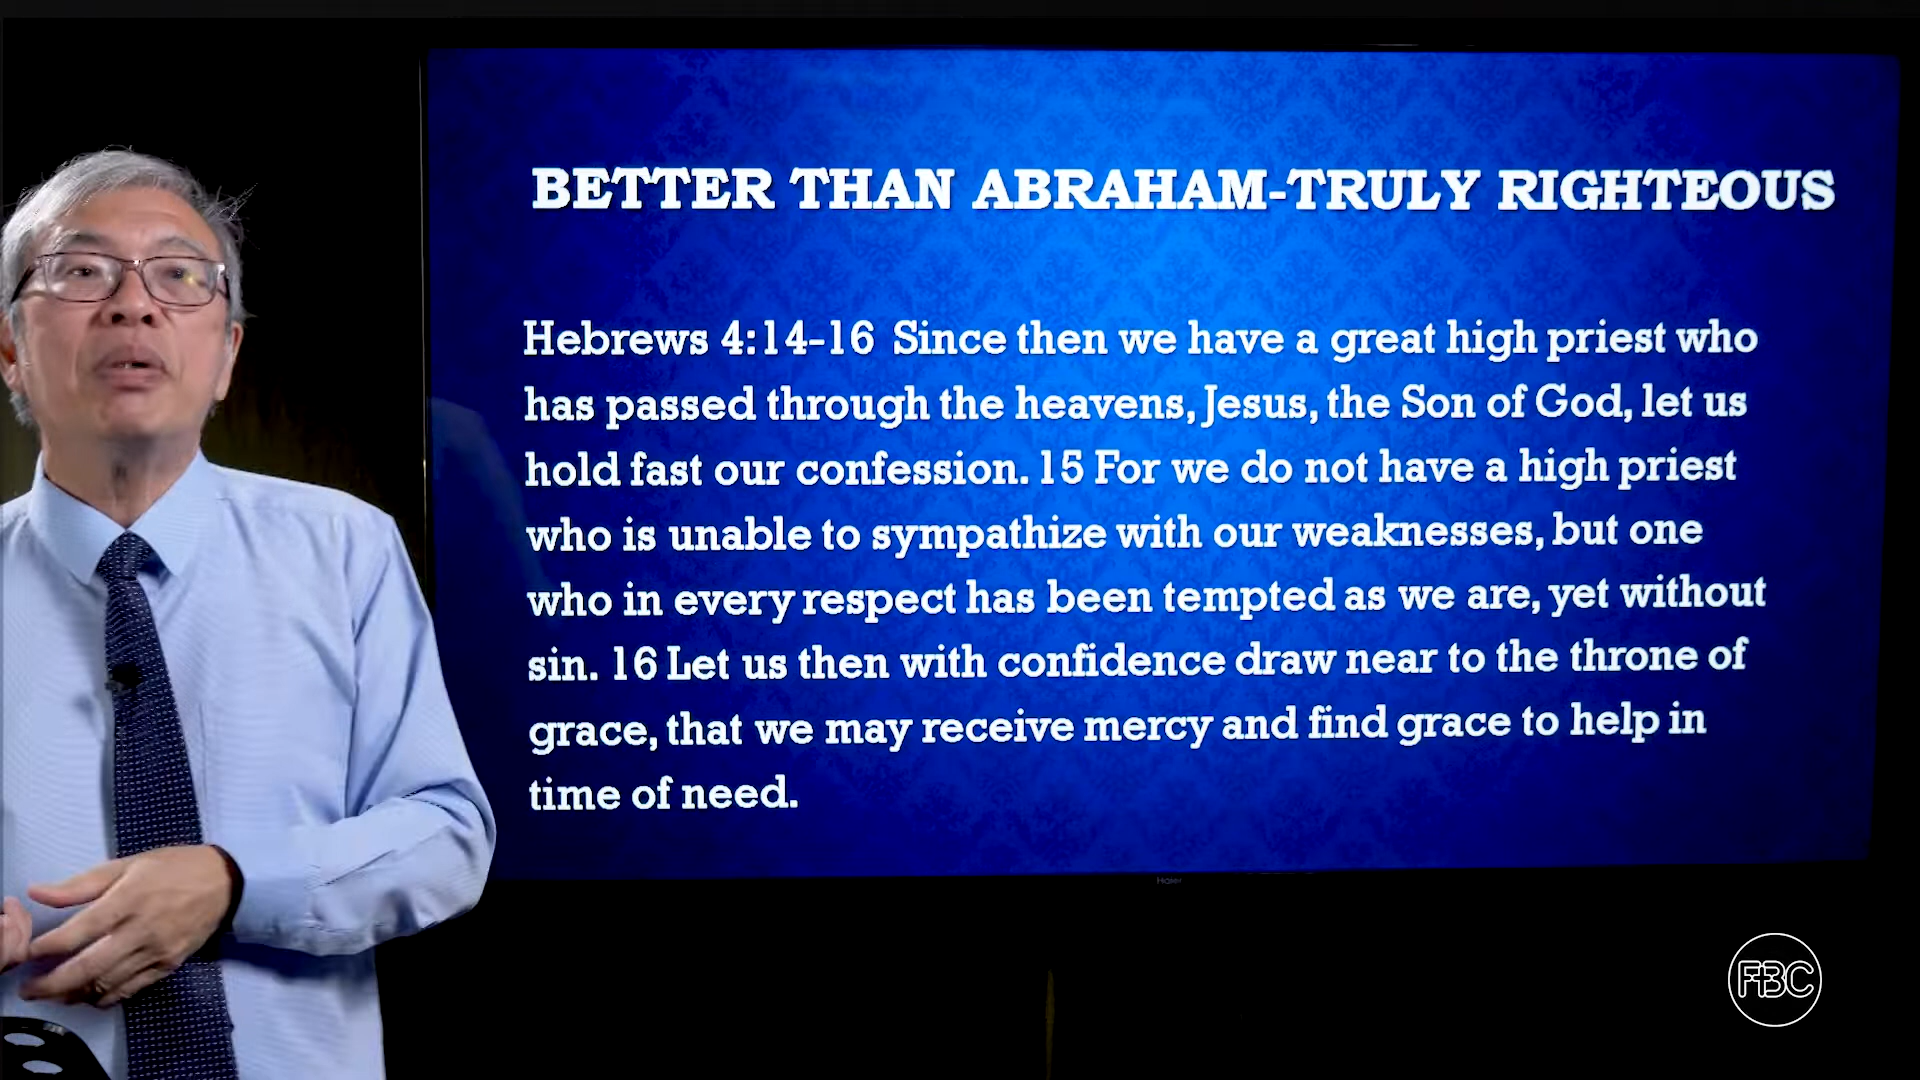 BETTER THAN ABRAHAM-TRULY RIGHTEOUS
Hebrews 4:14-16 Since then we have a great high priest who
has passed through the heavens, Jesus, the Son of God, let us
hold fast our confession. 15 For we do not have a high priest
who is unable to sympathize with our weaknesses, but one
who in every respect has been tempted as we are, yet without
sin. 16 Let us then with confidence draw near to the throne of
grace, that we may receive mercy and find grace to help in
time of need.
Haier
FBC